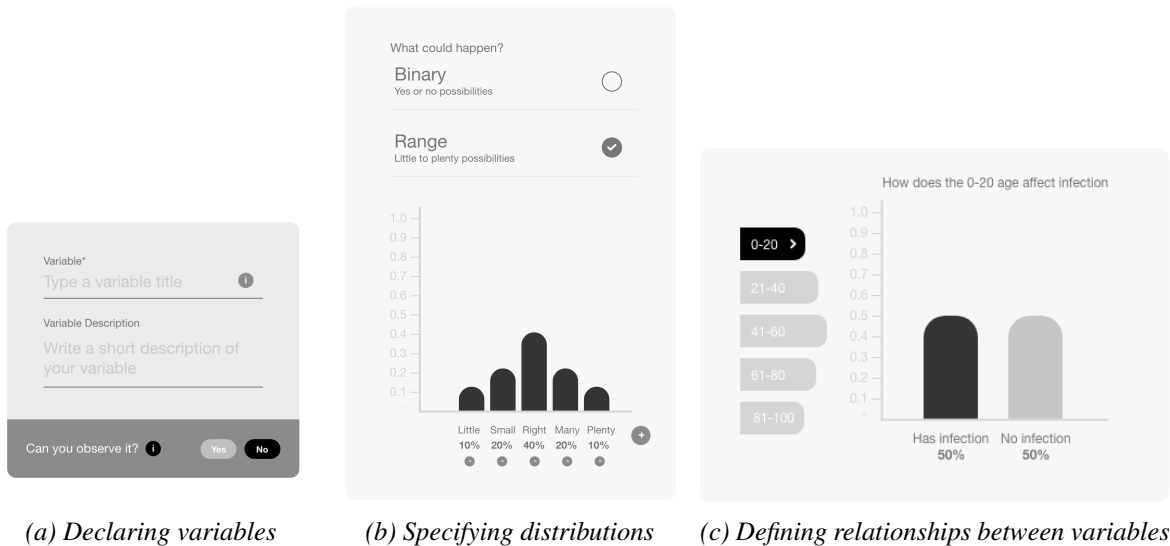 Variable*
Type a variable title
i
Variable Description
Write a short description of
your variable
Can you observe it? i Yes No
(a) Declaring variables
What could happen?
Binary
Yes or no possibilities
Range
Little to plenty possibilities
1.0
0.9
0.8
0.7
0.6
0.5
0.4
0.3
0.2
0.1
Little Small Right Many Plenty
10% 20% 40% 20% 10%
+
- - - - -
(b) Specifying distributions
How does the 0-20 age affect infection
0-20 >
21-40
41-60
61-80
81-100
1.0
0.9
0.8
0.7
0.6
0.5
0.4
0.3
0.2
0.1
Has infection No infection
50% 50%
(c) Defining relationships between variables